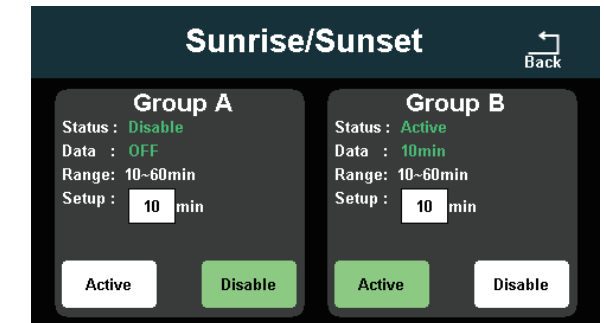 Sunrise/Sunset
Back
Group A
Status : Disable
Data : OFF
Range: 10~60min
Setup : 10 min
Active Disable
Group B
Status : Active
Data : 10min
Range: 10~60min
Setup : 10 min
Active Disable